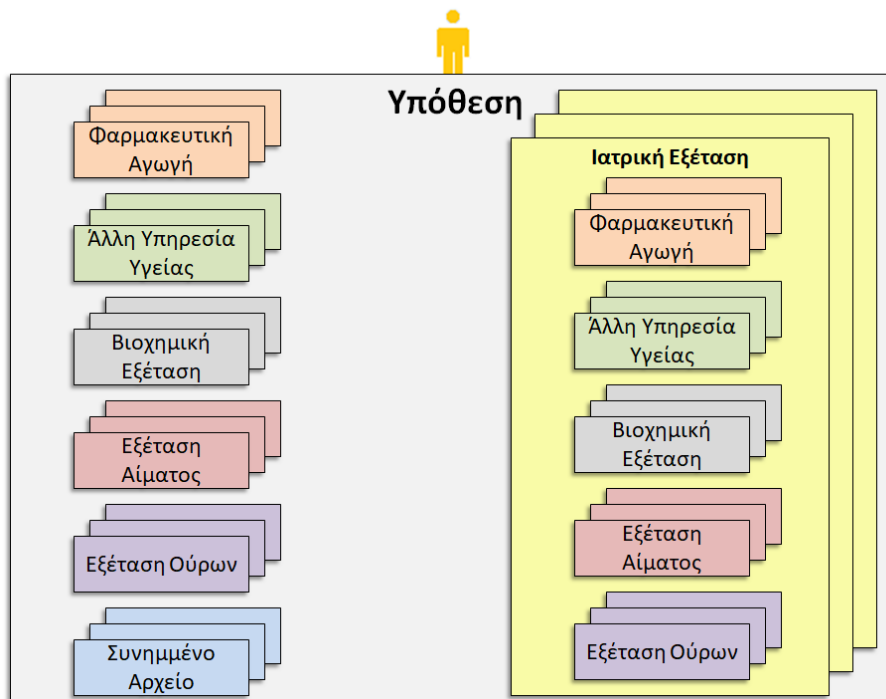 Υπόθεση
Φαρμακευτική
Αγωγή
Άλλη Υπηρεσία
Υγείας
Βιοχημική
Εξέταση
Εξέταση
Αίματος
Εξέταση Ούρων
Συνημμένο
Αρχείο
Ιατρική Εξέταση
Φαρμακευτική
Αγωγή
Άλλη Υπηρεσία
Υγείας
Βιοχημική
Εξέταση
Εξέταση
Αίματος
Εξέταση Ούρων